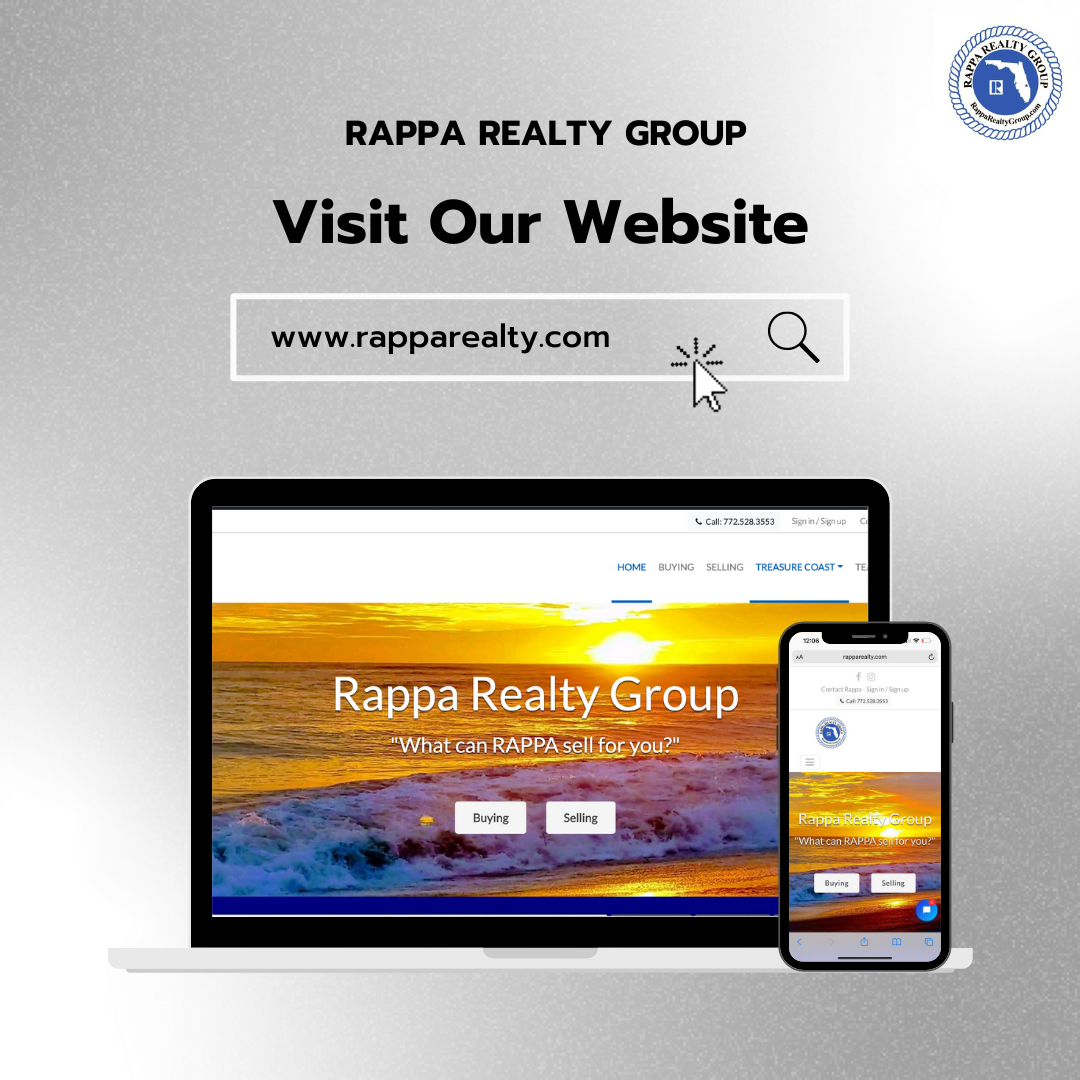 RAPPA REALTY GROUP
RappaRealtyGroup.com
RAPPA REALTY GROUP
Visit Our Website
www.rapparealty.com
Call: 772.528.3553 Sign in / Sign up
HOME BUYING SELLING TREASURE COAST
Rappa Realty Group
"What can RAPPA sell for you?"
Buying Selling
12:06
AA rapparealty.com
Contact Rappa Sign in / Sign up
Call: 772.528.3553
Rappa Realty Group
"What can RAPPA sell for you?"
Buying Selling